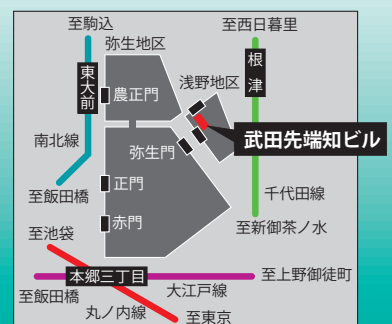 至駒込
弥生地区
至西日暮里
東大前
農正門
浅野地区
根津
南北線
弥生門
武田先端知ビル
至飯田橋
正門
千代田線
至池袋
赤門
至新御茶ノ水
本郷三丁目
至上野御徒町
至飯田橋
大江戸線
丸ノ内線
至東京